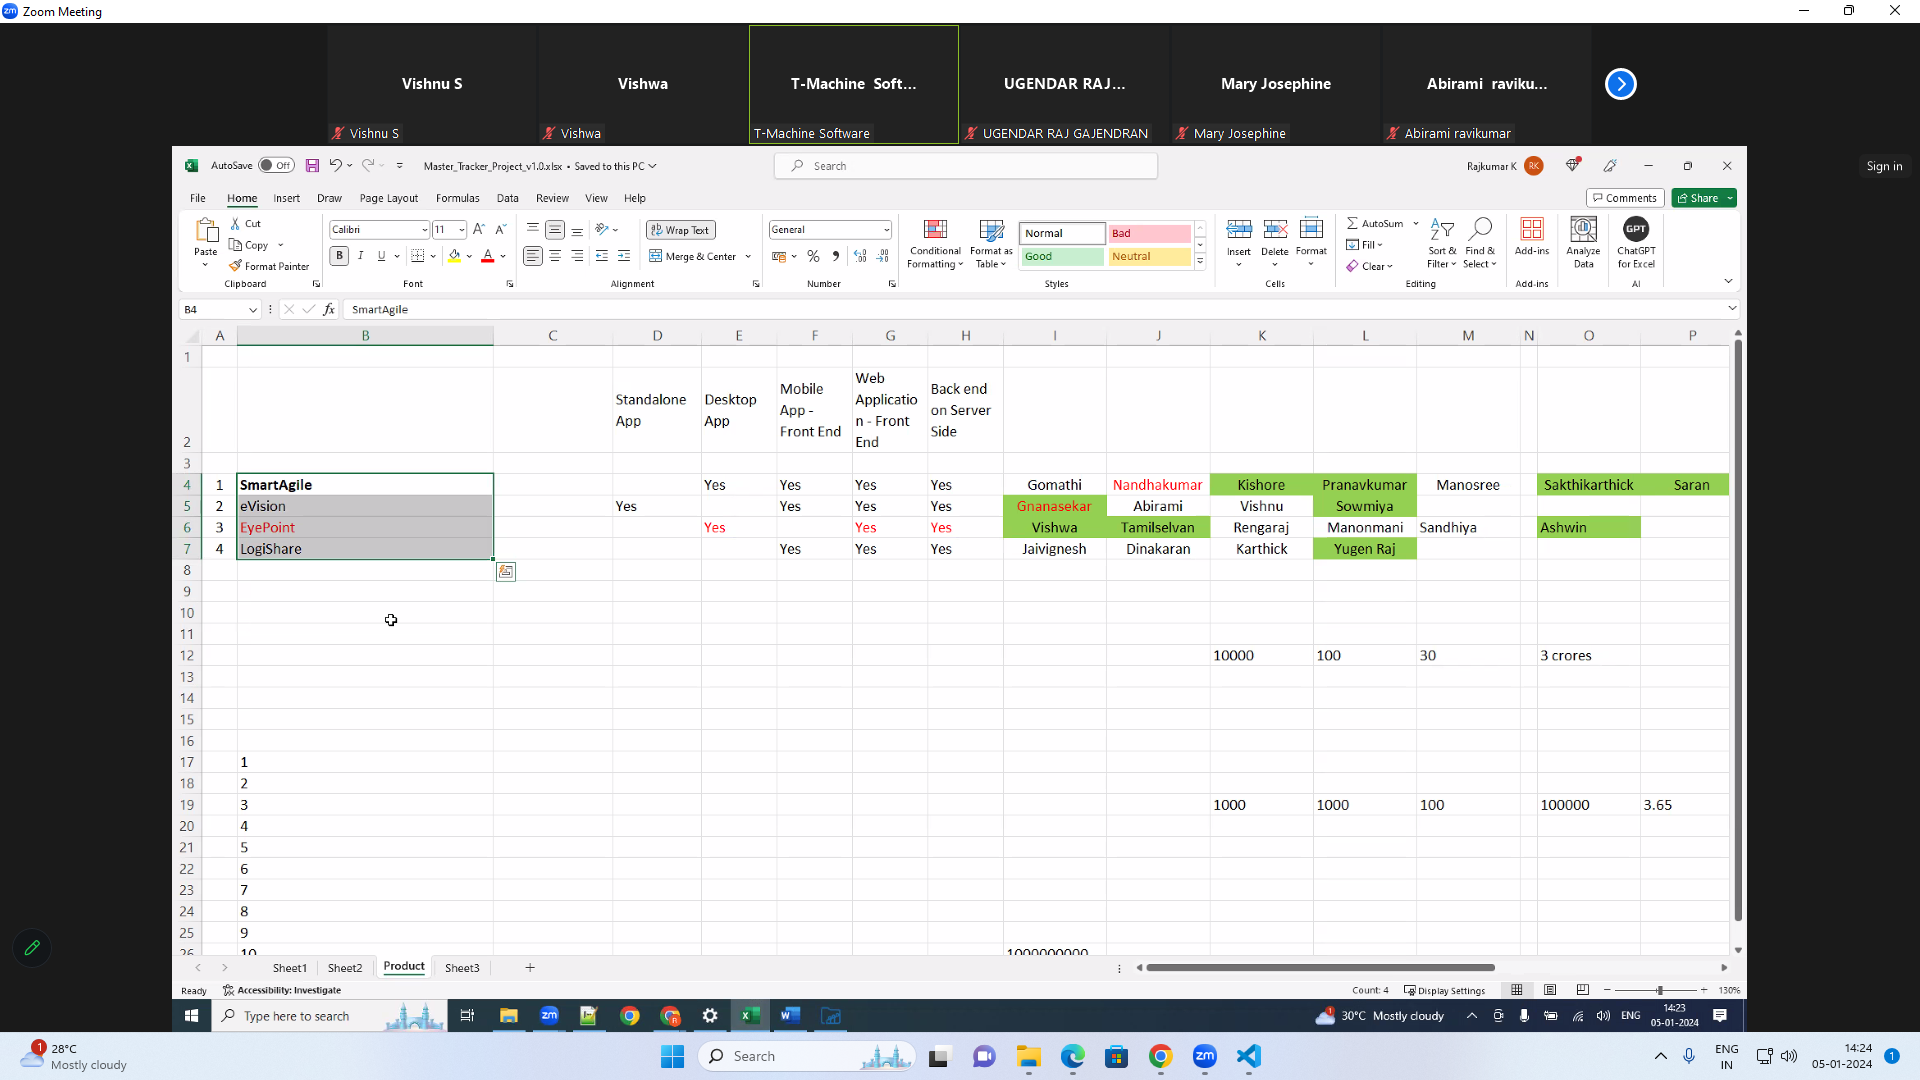 Zoom Meeting
Vishnu S
Vishwa
T-Machine Soft...
UGENDAR RAJ...
Mary Josephine
Abirami raviku...
Vishnu S
Vishwa
T-Machine Software
UGENDAR RAJ GAJENDRAN
Mary Josephine
Abirami ravikumar
AutoSave Off
Master_Tracker_Project_v1.0.xlsx • Saved to this PC
Search
Rajkumar K RK
Sign in
File Home Insert Draw Page Layout Formulas Data Review View Help
Comments Share
Paste
Cut
Copy
Format Painter
Clipboard
Calibri 11
B I U
Font
Wrap Text
Merge & Center
Alignment
General
Number
Conditional Formatting
Format as Table
Normal Bad
Good Neutral
Styles
Insert Delete Format
Cells
AutoSum
Fill
Clear
Sort & Filter
Find & Select
Editing
Add-ins
Add-ins
Analyze Data
GPT
ChatGPT for Excel
AI
B4 fx SmartAgile
A B C D E F G H I J K L M N O P
1
2 Standalone App Desktop App Mobile App - Front End Web Applicatio n - Front End Back end on Server Side
3
4 1 SmartAgile Yes Yes Yes Yes Gomathi Nandhakumar Kishore Pranavkumar Manosree Sakthikarthick Saran
5 2 eVision Yes Yes Yes Yes Gnanasekar Abirami Vishnu Sowmiya
6 3 EyePoint Yes Yes Yes Vishwa Tamilselvan Rengaraj Manonmani Sandhiya Ashwin
7 4 LogiShare Yes Yes Yes Jaivignesh Dinakaran Karthick Yugen Raj
8
9
10
11
12 10000 100 30 3 crores
13
14
15
16
17 1
18 2
19 3 1000 1000 100 100000 3.65
20 4
21 5
22 6
23 7
24 8
25 9
26 10 1000000000
Sheet1 Sheet2 Product Sheet3
Ready Accessibility: Investigate Count: 4 Display Settings 130%
Type here to search
30°C Mostly cloudy
ENG
14:23
05-01-2024
1
28°C
Mostly cloudy
Search
ENG
IN
14:24
05-01-2024
1